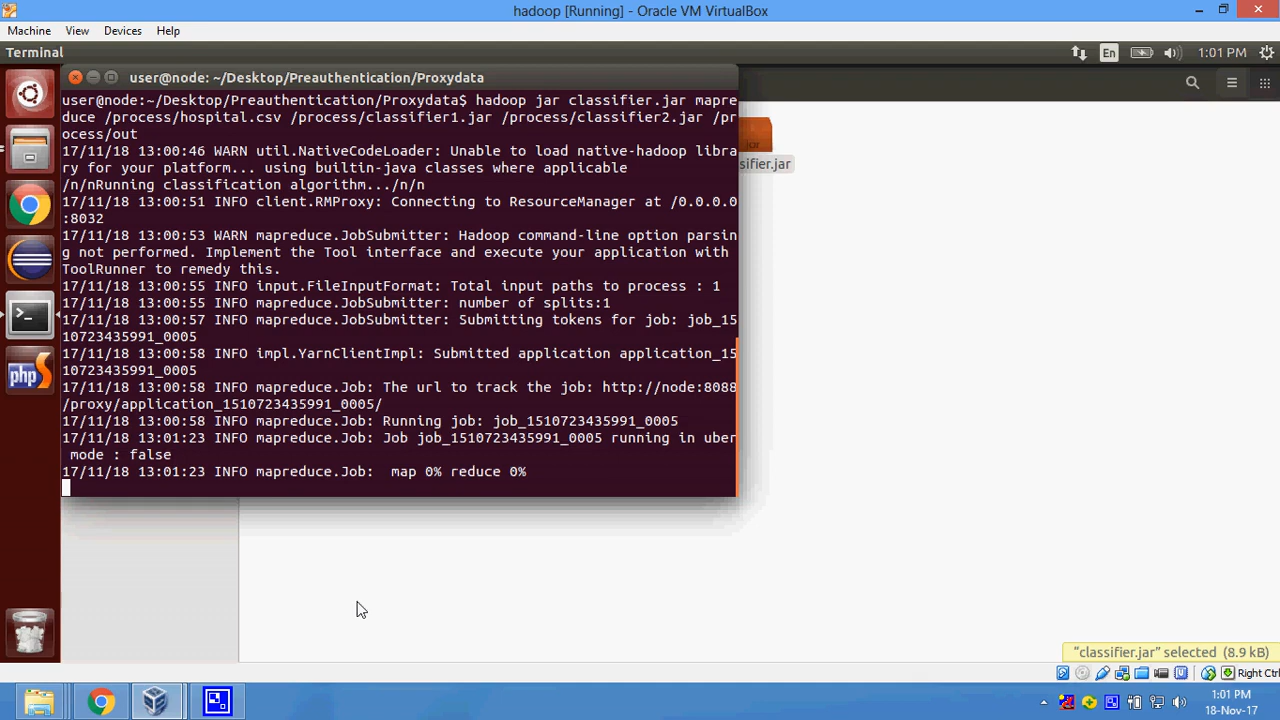 hadoop [Running] - Oracle VM VirtualBox
Machine View Devices Help
Terminal
En
1:01 PM
user@node: ~/Desktop/Preauthentication/Proxydata
user@node:~/Desktop/Preauthentication/Proxydata$ hadoop jar classifier.jar mapre
duce /process/hospital.csv /process/classifier1.jar /process/classifier2.jar /pr
ocess/out
17/11/18 13:00:46 WARN util.NativeCodeLoader: Unable to load native-hadoop libra
ry for your platform... using builtin-java classes where applicable
/n/nRunning classification algorithm.../n/n
17/11/18 13:00:51 INFO client.RMProxy: Connecting to ResourceManager at /0.0.0.0
:8032
17/11/18 13:00:53 WARN mapreduce.JobSubmitter: Hadoop command-line option parsin
g not performed. Implement the Tool interface and execute your application with
ToolRunner to remedy this.
17/11/18 13:00:55 INFO input.FileInputFormat: Total input paths to process : 1
17/11/18 13:00:55 INFO mapreduce.JobSubmitter: number of splits:1
17/11/18 13:00:57 INFO mapreduce.JobSubmitter: Submitting tokens for job: job_15
10723435991_0005
17/11/18 13:00:58 INFO impl.YarnClientImpl: Submitted application application_15
10723435991_0005
17/11/18 13:00:58 INFO mapreduce.Job: The url to track the job: http://node:8088
/proxy/application_1510723435991_0005/
17/11/18 13:00:58 INFO mapreduce.Job: Running job: job_1510723435991_0005
17/11/18 13:01:23 INFO mapreduce.Job: Job job_1510723435991_0005 running in uber
mode : false
17/11/18 13:01:23 INFO mapreduce.Job:  map 0% reduce 0%
jar
sifier.jar
php
"classifier.jar" selected (8.9 kB)
Right Ctrl
1:01 PM
18-Nov-17